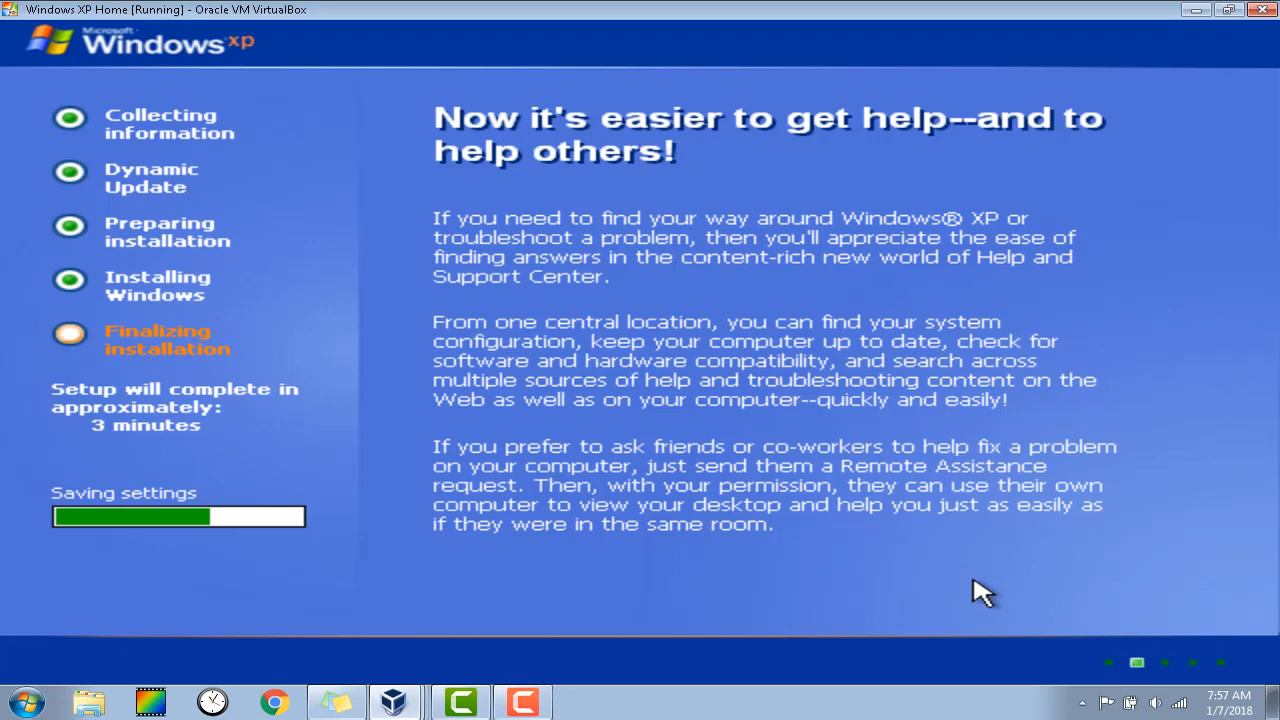 Windows XP Home [Running] - Oracle VM VirtualBox
Microsoft
Windows xp
Collecting
information
Dynamic
Update
Preparing
installation
Installing
Windows
Finalizing
installation
Setup will complete in
approximately:
3 minutes
Saving settings
Now it's easier to get help--and to
help others!
If you need to find your way around Windows® XP or
troubleshoot a problem, then you'll appreciate the ease of
finding answers in the content-rich new world of Help and
Support Center.
From one central location, you can find your system
configuration, keep your computer up to date, check for
software and hardware compatibility, and search across
multiple sources of help and troubleshooting content on the
Web as well as on your computer--quickly and easily!
If you prefer to ask friends or co-workers to help fix a problem
on your computer, just send them a Remote Assistance
request. Then, with your permission, they can use their own
computer to view your desktop and help you just as easily as
if they were in the same room.
7:57 AM
1/7/2018